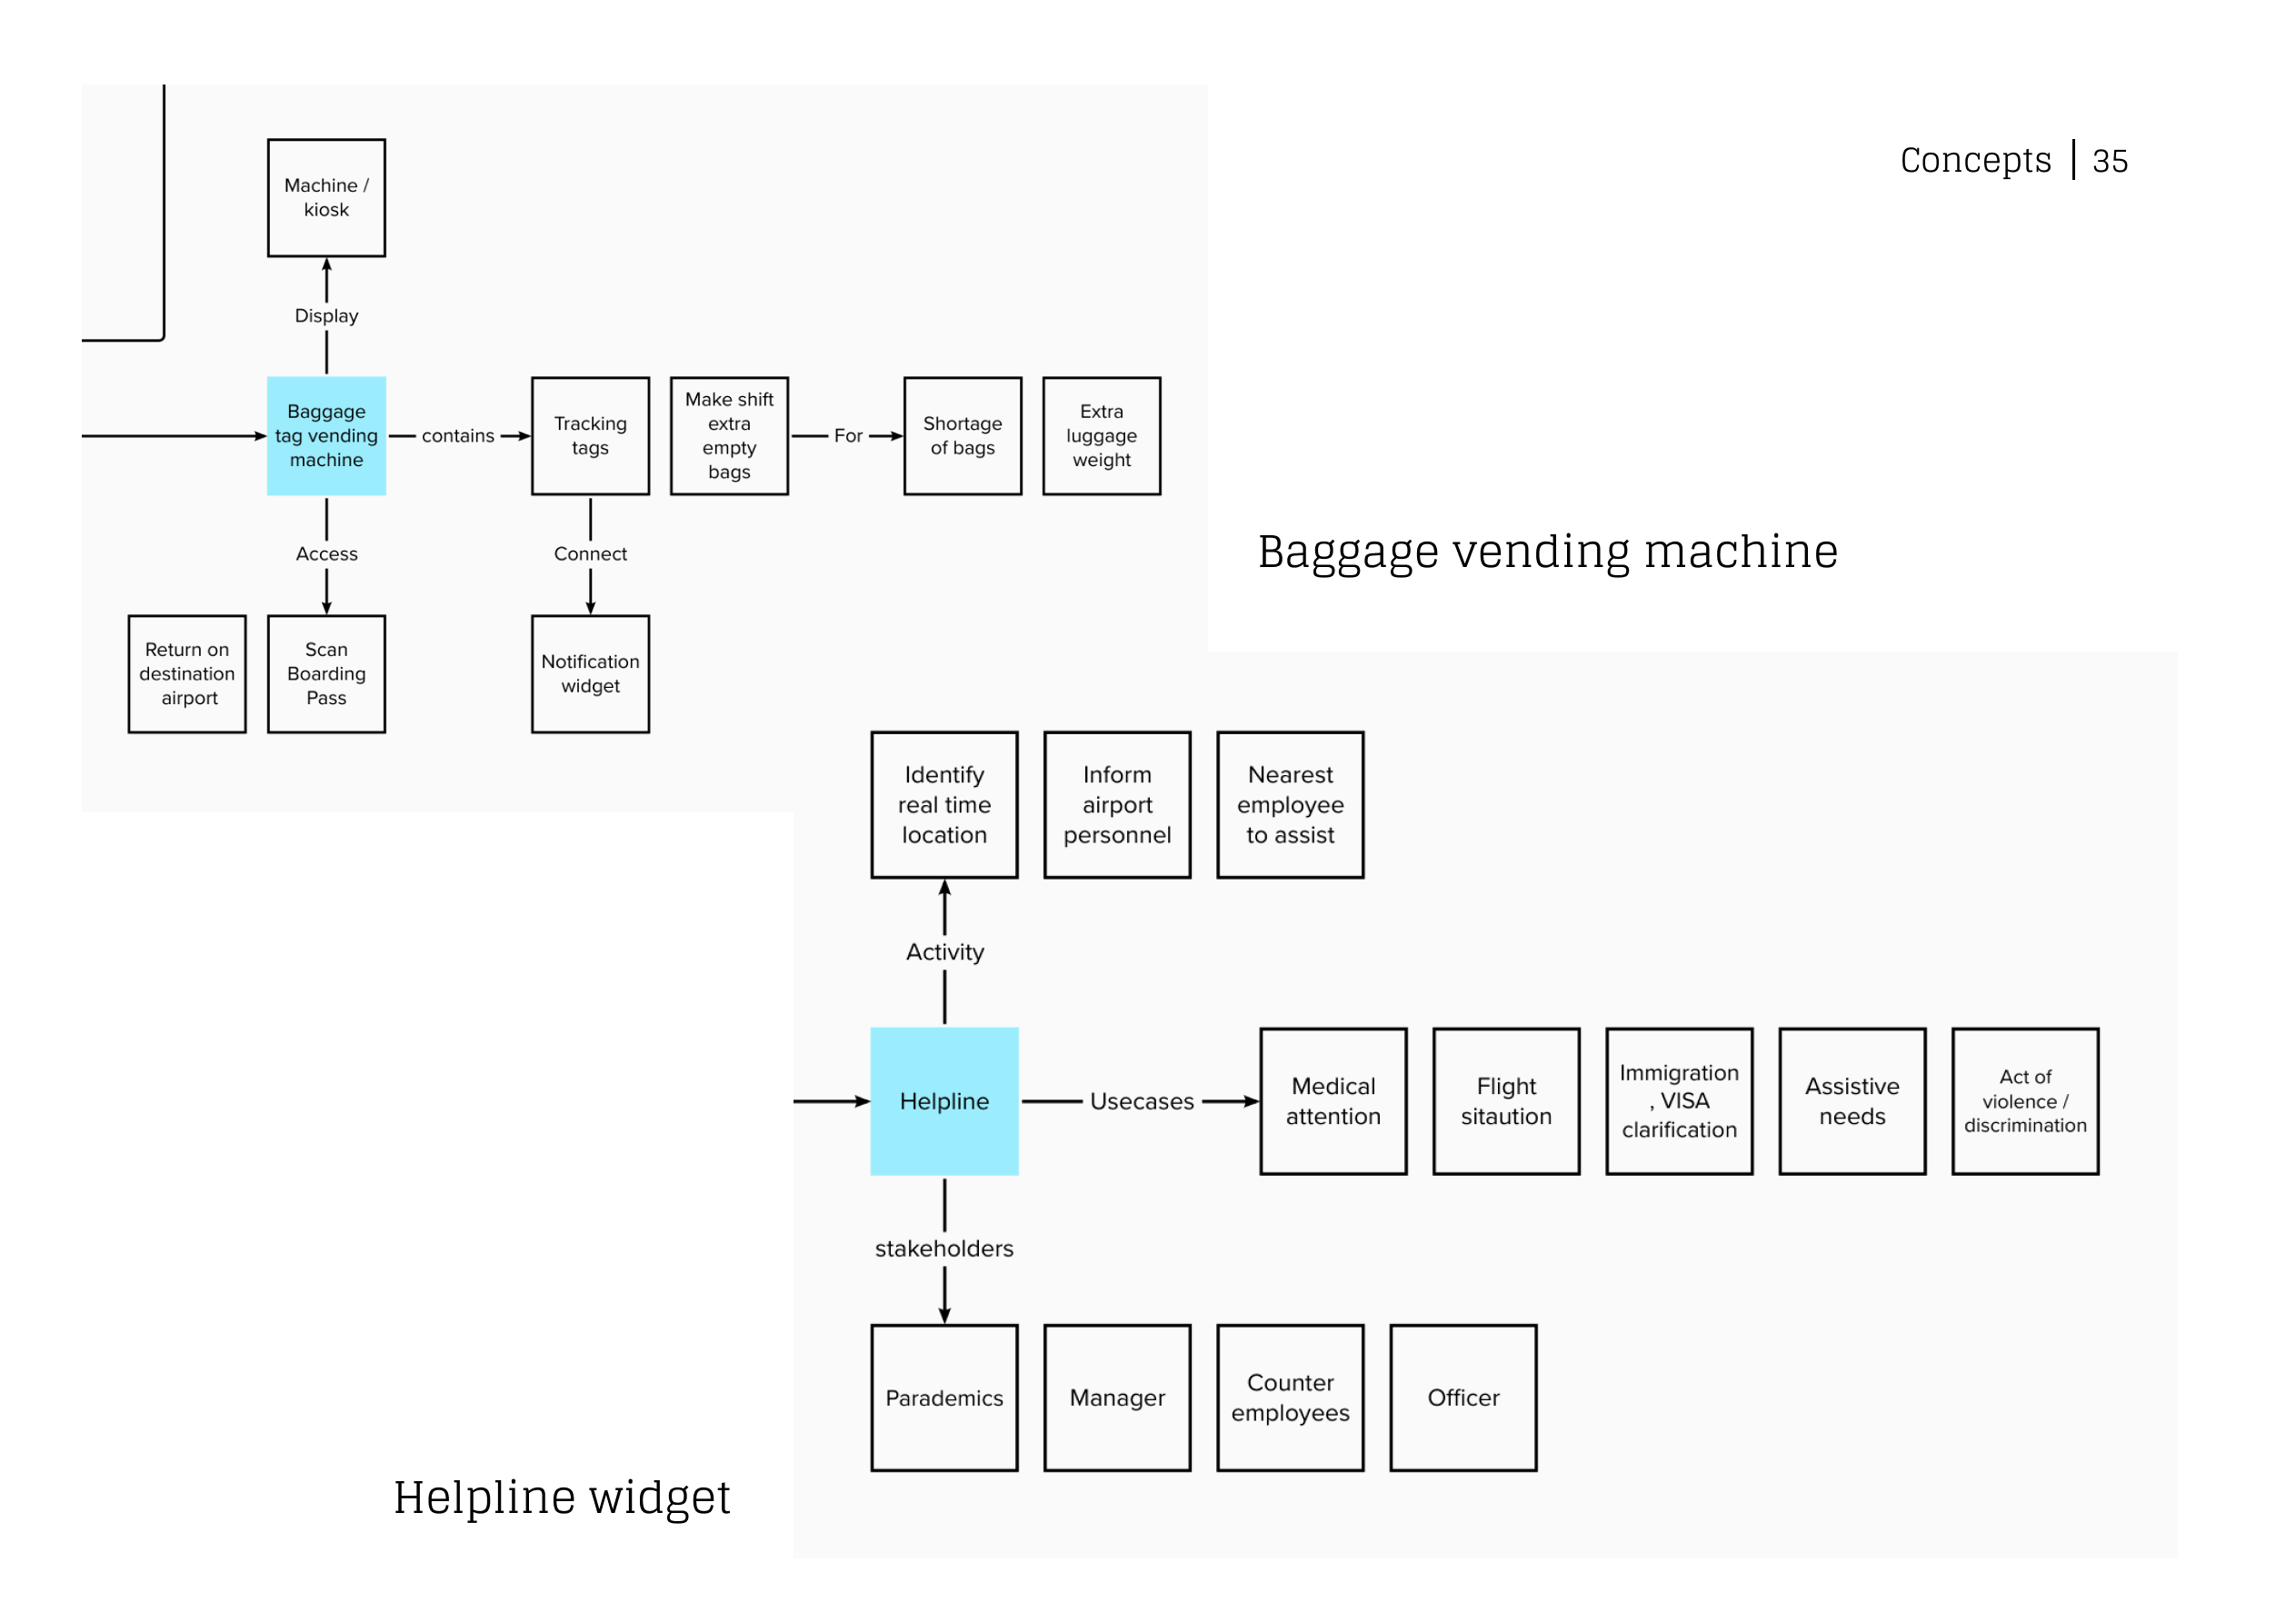 Concepts | 35
Machine /
kiosk
Display
Baggage
tag vending
machine
contains
Tracking
tags
Make shift
extra
empty
bags
For
Shortage
of bags
Extra
luggage
weight
Access
Connect
Return on
destination
airport
Scan
Boarding
Pass
Notification
widget
Baggage vending machine
Identify
real time
location
Inform
airport
personnel
Nearest
employee
to assist
Activity
Helpline
Usecases
Medical
attention
Flight
sitaution
Immigration
, VISA
clarification
Assistive
needs
Act of
violence /
discrimination
stakeholders
Parademics
Manager
Counter
employees
Officer
Helpline widget